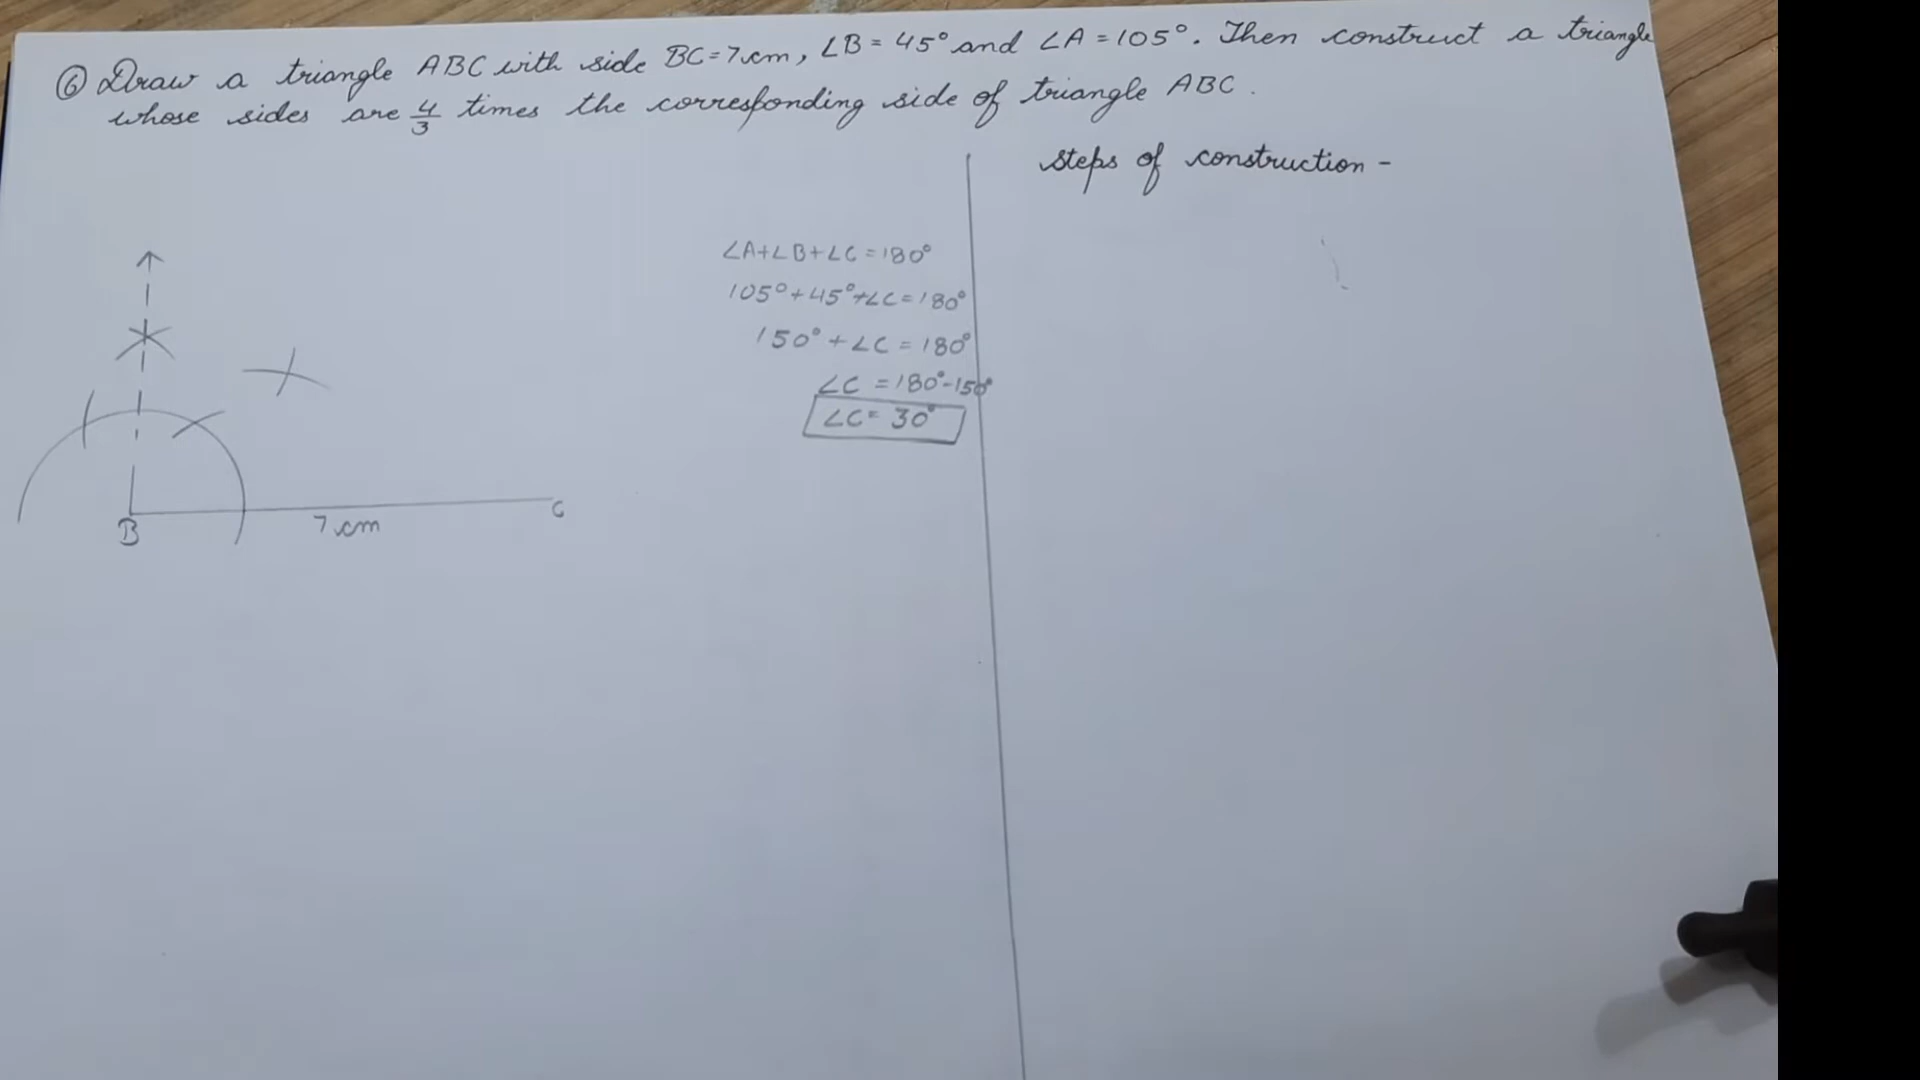 ⑥ Draw a triangle ABC with side BC=7cm, ∠B = 45° and ∠A = 105°. Then construct a triangle
whose sides are 4/3 times the corresponding side of triangle ABC.
steps of construction -
∠A+∠B+∠C=180°
105°+45°+∠C=180°
150°+∠C=180°
∠C =180°-150°
∠C= 30°
B
7 cm
C